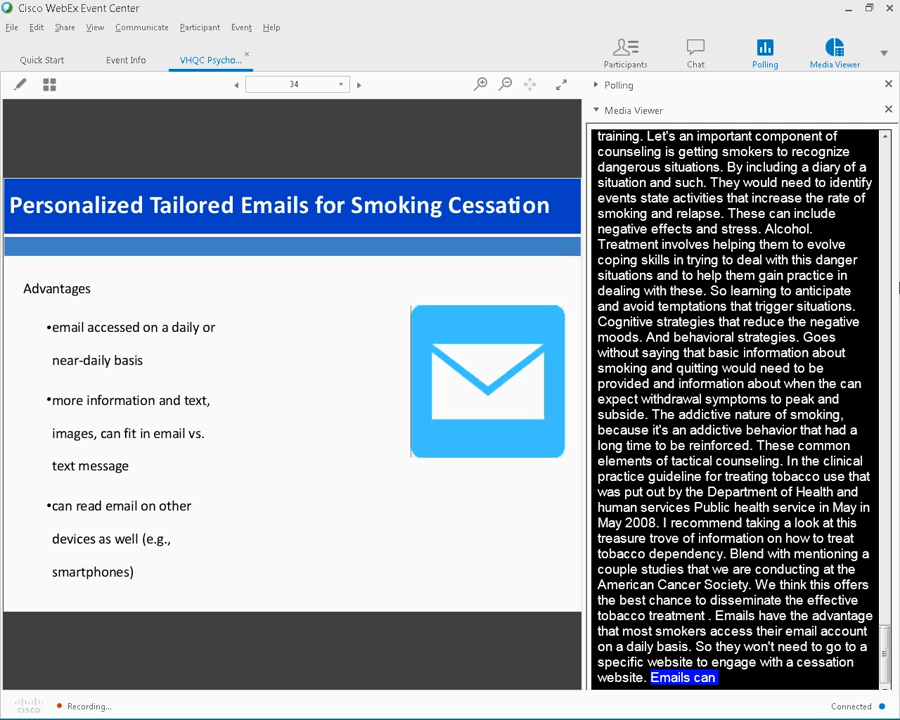 Cisco WebEx Event Center
File Edit Share View Communicate Participant Event Help
Quick Start Event Info VHQC Psycho...
Participants Chat Polling Media Viewer
34
Polling
Media Viewer
Personalized Tailored Emails for Smoking Cessation
Advantages
•email accessed on a daily or
near-daily basis
•more information and text,
images, can fit in email vs.
text message
•can read email on other
devices as well (e.g.,
smartphones)
training. Let's an important component of
counseling is getting smokers to recognize
dangerous situations. By including a diary of a
situation and such. They would need to identify
events state activities that increase the rate of
smoking and relapse. These can include
negative effects and stress. Alcohol.
Treatment involves helping them to evolve
coping skills in trying to deal with this danger
situations and to help them gain practice in
dealing with these. So learning to anticipate
and avoid temptations that trigger situations.
Cognitive strategies that reduce the negative
moods. And behavioral strategies. Goes
without saying that basic information about
smoking and quitting would need to be
provided and information about when the can
expect withdrawal symptoms to peak and
subside. The addictive nature of smoking,
because it's an addictive behavior that had a
long time to be reinforced. These common
elements of tactical counseling. In the clinical
practice guideline for treating tobacco use that
was put out by the Department of Health and
human services Public health service in May in
May 2008. I recommend taking a look at this
treasure trove of information on how to treat
tobacco dependency. Blend with mentioning a
couple studies that we are conducting at the
American Cancer Society. We think this offers
the best chance to disseminate the effective
tobacco treatment . Emails have the advantage
that most smokers access their email account
on a daily basis. So they won't need to go to a
specific website to engage with a cessation
website. Emails can
cisco Recording... Connected